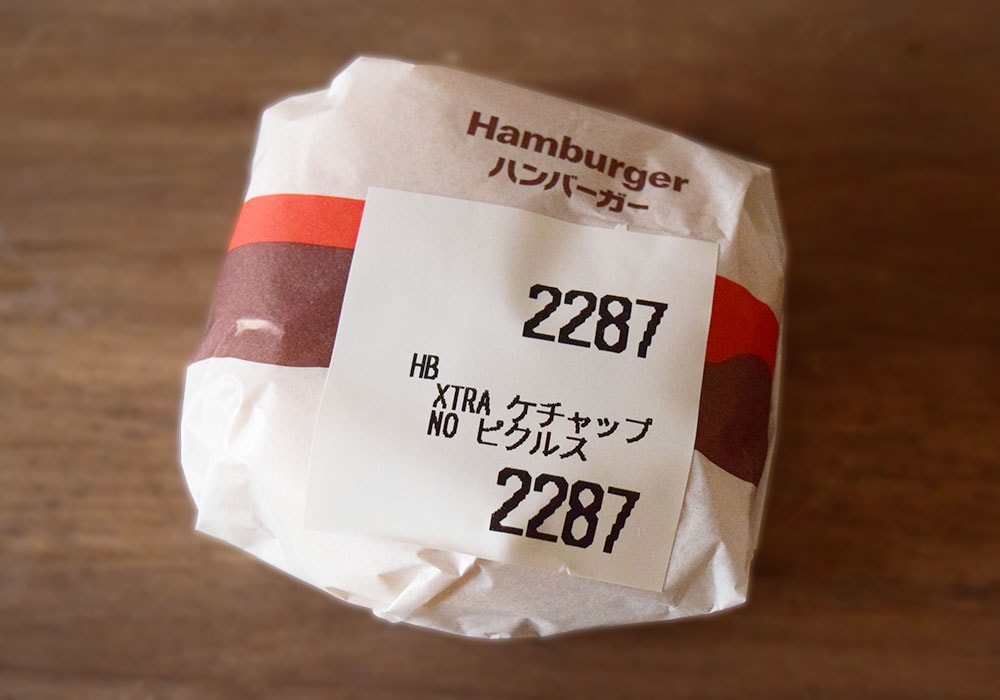 Hamburger
ハンバーガー
2287
HB
XTRA ケチャップ
NO ピクルス
2287